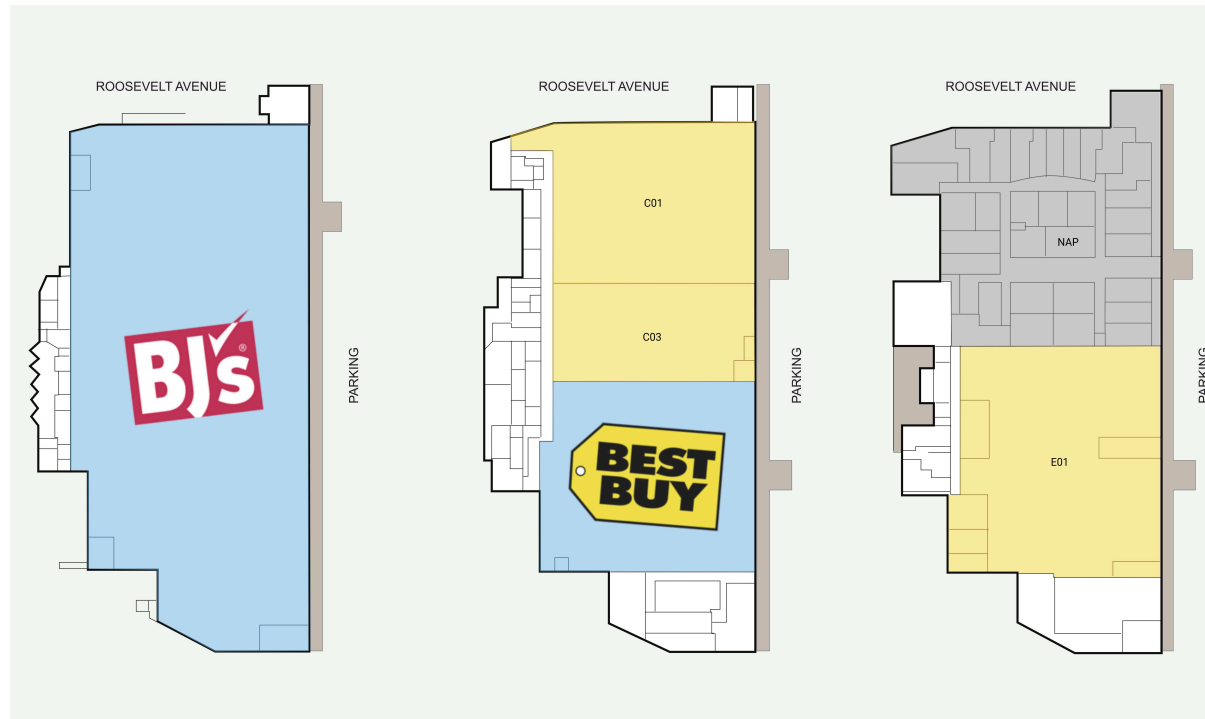 ROOSEVELT AVENUE
BJ's®
PARKING
ROOSEVELT AVENUE
C01
C03
BEST
BUY
PARKING
ROOSEVELT AVENUE
NAP
E01
PARKING